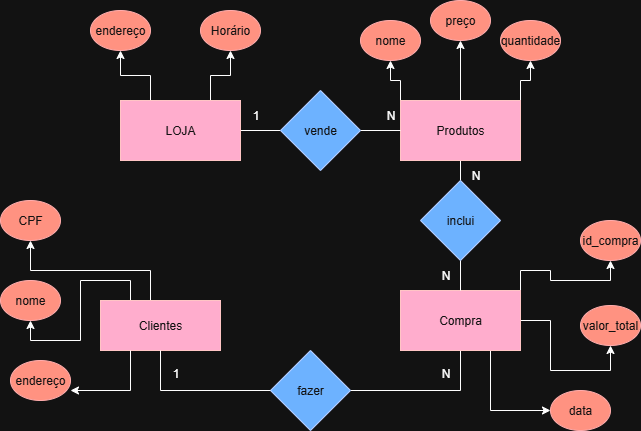 endereço
Horário
nome
preço
quantidade
LOJA
1
vende
N
Produtos
N
inclui
CPF
id_compra
N
nome
Clientes
Compra
valor_total
endereço
1
fazer
N
data